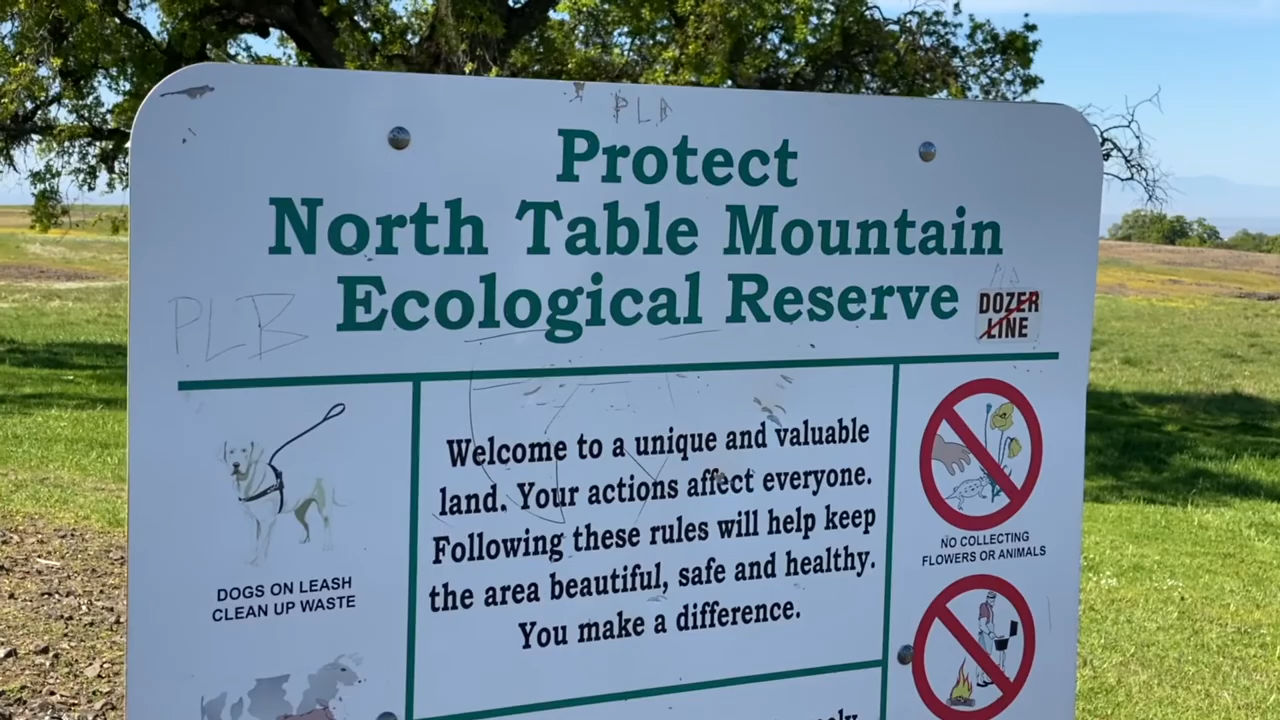 PLB
Protect
North Table Mountain
Ecological Reserve
PLB
DOZER
LINE
DOGS ON LEASH
CLEAN UP WASTE
Welcome to a unique and valuable
land. Your actions affect everyone.
Following these rules will help keep
the area beautiful, safe and healthy.
You make a difference.
NO COLLECTING
FLOWERS OR ANIMALS